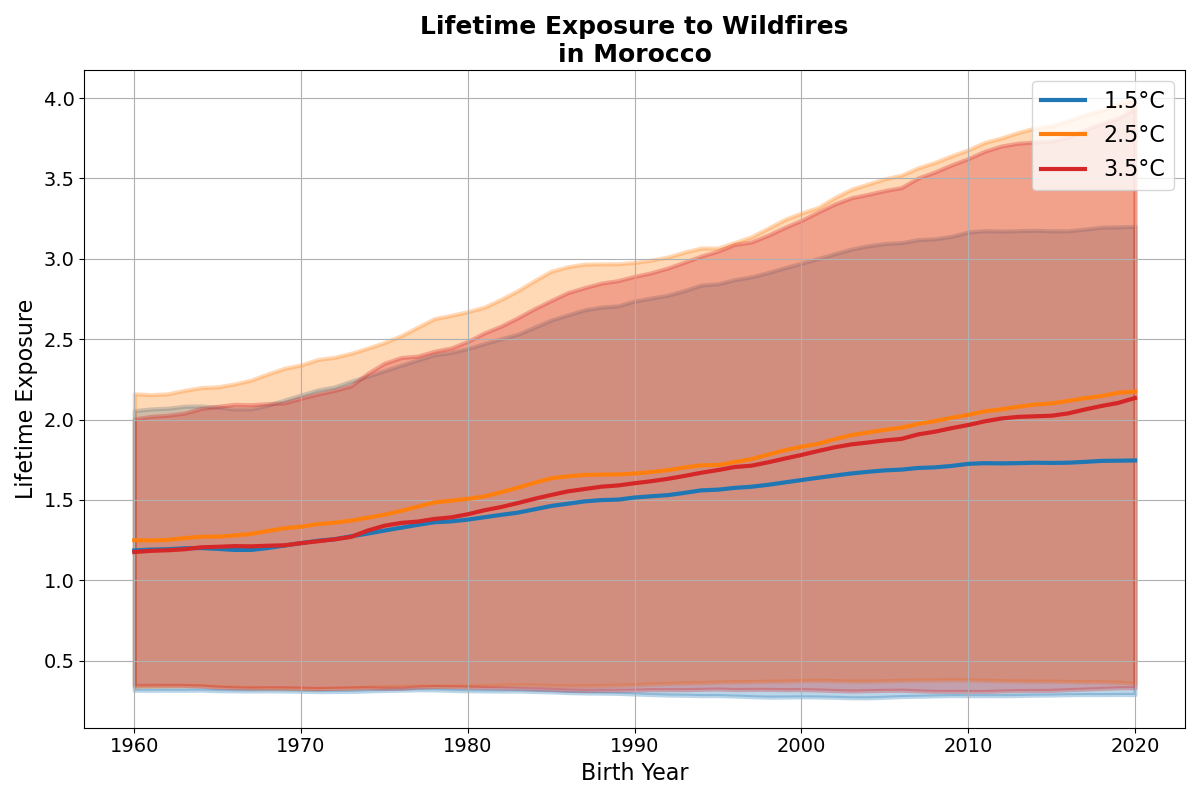 Lifetime Exposure to Wildfires
in Morocco
1.5°C
2.5°C
3.5°C
Lifetime Exposure
4.0
3.5
3.0
2.5
2.0
1.5
1.0
0.5
1960 1970 1980 1990 2000 2010 2020
Birth Year